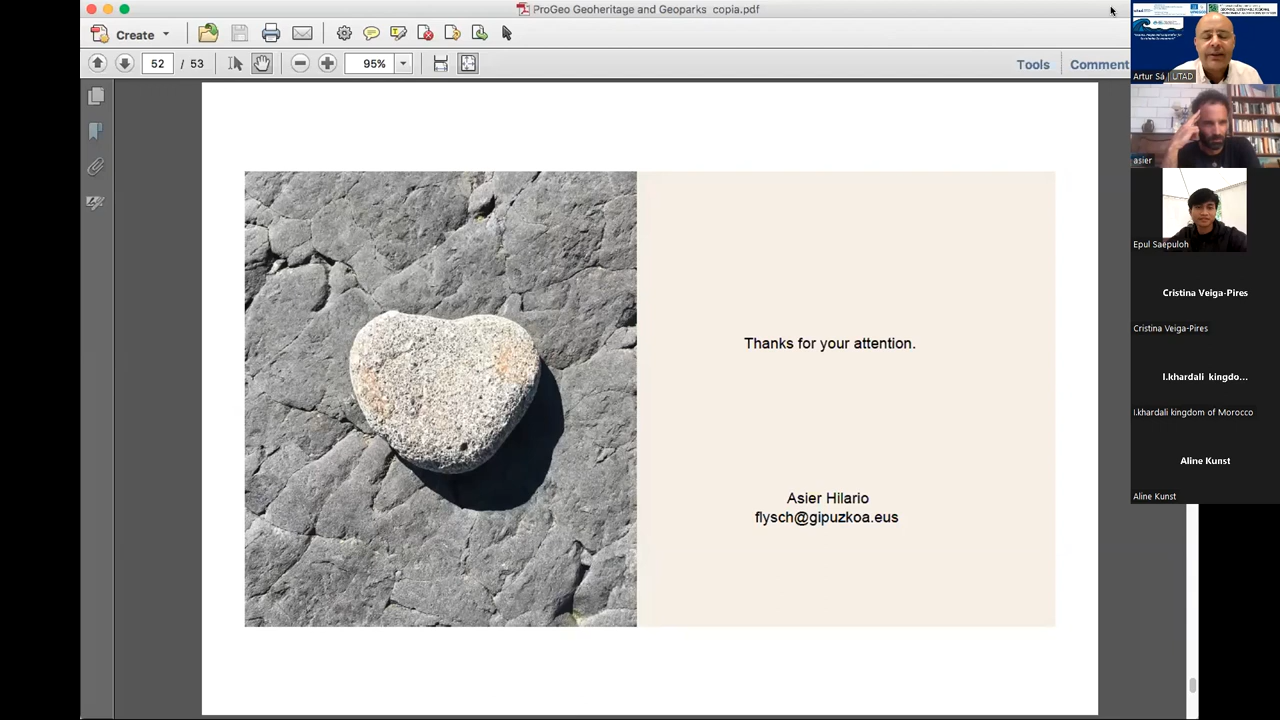 ProGeo Geoheritage and Geoparks copia.pdf
Create
52 / 53
95%
Tools
Comment
Thanks for your attention.
Asier Hilario
flysch@gipuzkoa.eus
Artur Sá | UTAD
asier
Epul Saepuloh
Cristina Veiga-Pires
Cristina Veiga-Pires
I.khardali kingdo...
I.khardali kingdom of Morocco
Aline Kunst
Aline Kunst